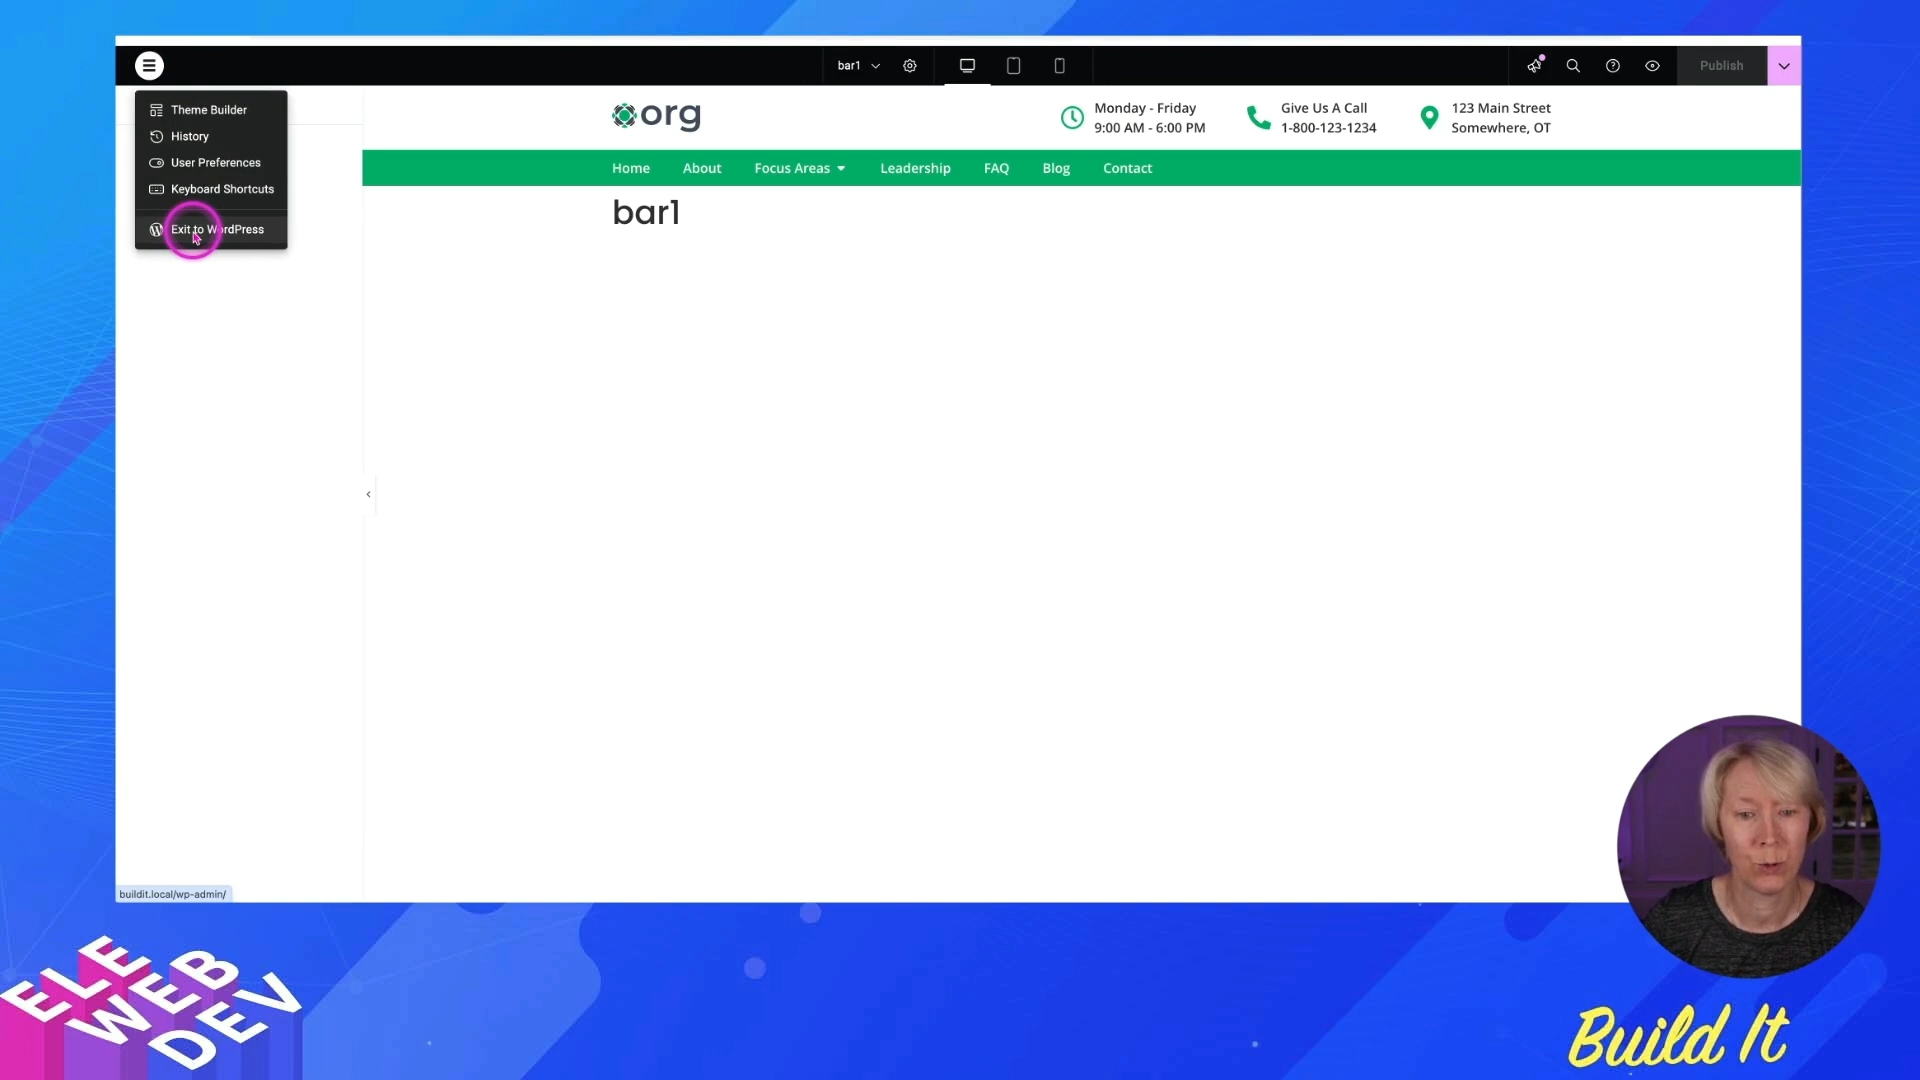 bar1
Publish
Theme Builder
History
User Preferences
Keyboard Shortcuts
Exit to WordPress
org
Monday - Friday
9:00 AM - 6:00 PM
Give Us A Call
1-800-123-1234
123 Main Street
Somewhere, OT
Home About Focus Areas Leadership FAQ Blog Contact
bar1
buildit.local/wp-admin/
ELE
WEB
DEV
Build It